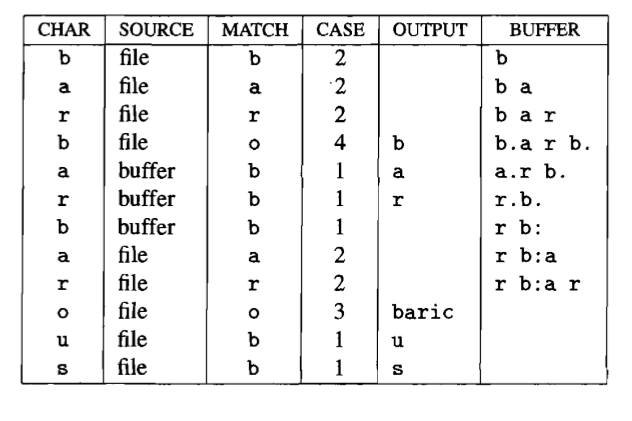 CHAR SOURCE MATCH CASE OUTPUT BUFFER
b file b 2 b
a file a 2 b a
r file r 2 b a r
b file o 4 b b.a r b.
a buffer b 1 a a.r b.
r buffer b 1 r r.b.
b buffer b 1 r b:
a file a 2 r b:a
r file r 2 r b:a r
o file o 3 baric
u file b 1 u
s file b 1 s